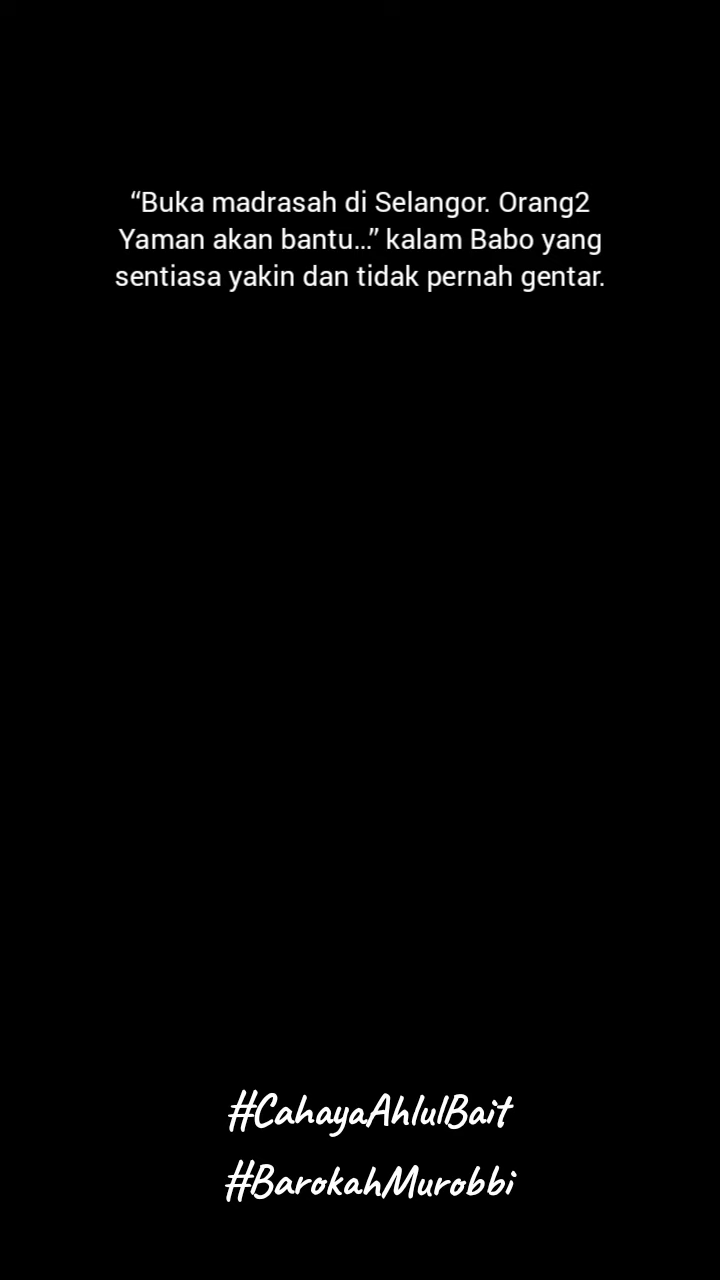 “Buka madrasah di Selangor. Orang2
Yaman akan bantu...” kalam Babo yang
sentiasa yakin dan tidak pernah gentar.
#CahayaAhlulBait
#BarokahMurobbi